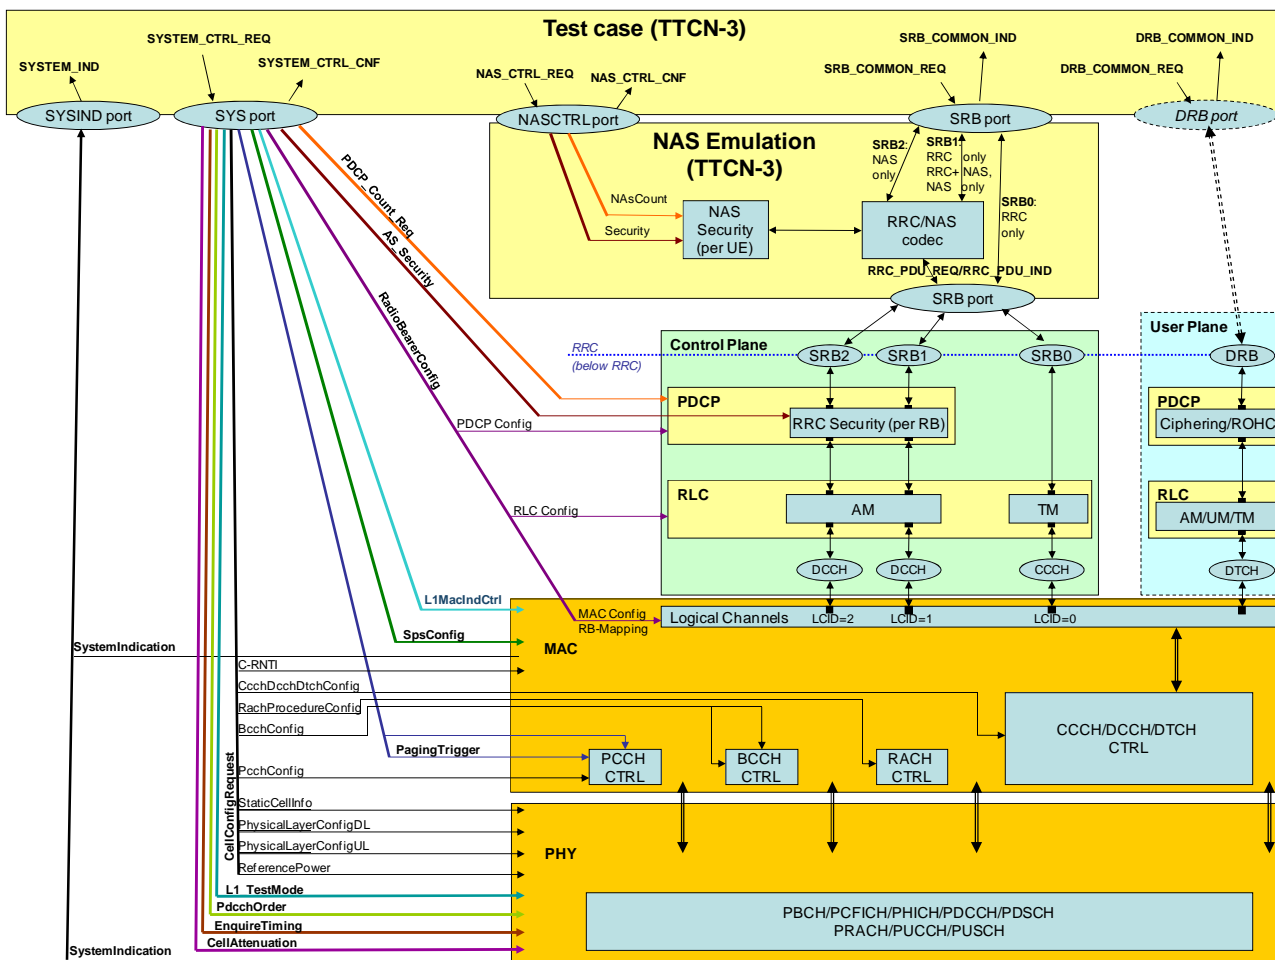 Test case (TTCN-3)
SYSTEM_CTRL_REQ
SYSTEM_IND
SYSTEM_CTRL_CNF
NAS_CTRL_REQ
NAS_CTRL_CNF
SRB_COMMON_IND
SRB_COMMON_REQ
DRB_COMMON_IND
DRB_COMMON_REQ
SYSIND port
SYS port
NASCTRL port
SRB port
DRB port
NAS Emulation
(TTCN-3)
SRB2:
NAS
only
SRB1:
RRC only
RRC+ NAS,
NAS only
SRB0:
RRC
only
PDCP_Count_Req
AS_Security
NAsCount
Security
NAS
Security
(per UE)
RRC/NAS
codec
RRC_PDU_REQ/RRC_PDU_IND
SRB port
RadioBearerConfig
Control Plane
User Plane
RRC
(below RRC)
SRB2
SRB1
SRB0
DRB
PDCP
RRC Security (per RB)
PDCP
Ciphering/ROHC
PDCP Config
RLC
AM
TM
RLC
AM/UM/TM
RLC Config
DCCH
DCCH
CCCH
DTCH
L1MacIndCtrl
MAC Config
RB-Mapping
Logical Channels
LCID=2
LCID=1
LCID=0
SpsConfig
MAC
SystemIndication
C-RNTI
CcchDcchDtchConfig
RachProcedureConfig
BcchConfig
PagingTrigger
PcchConfig
PCCH
CTRL
BCCH
CTRL
RACH
CTRL
CCCH/DCCH/DTCH
CTRL
CellConfigRequest
StaticCellInfo
PhysicalLayerConfigDL
PhysicalLayerConfigUL
ReferencePower
PHY
L1_TestMode
PdcchOrder
EnquireTiming
CellAttenuation
SystemIndication
PBCH/PCFICH/PHICH/PDCCH/PDSCH
PRACH/PUCCH/PUSCH